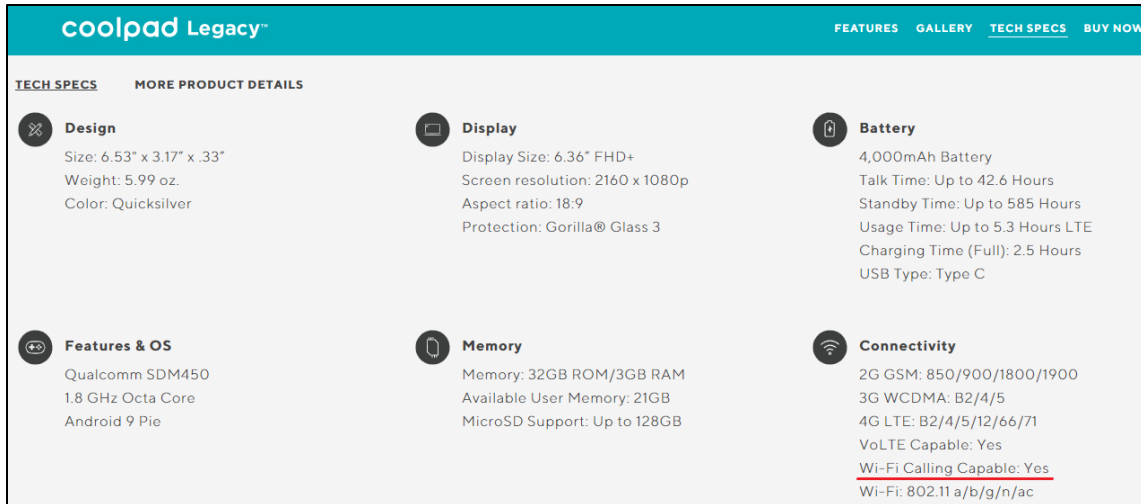 coolpad Legacy™
FEATURES GALLERY TECH SPECS BUY NOW
TECH SPECS MORE PRODUCT DETAILS
Design
Size: 6.53" x 3.17" x .33"
Weight: 5.99 oz.
Color: Quicksilver
Display
Display Size: 6.36" FHD+
Screen resolution: 2160 x 1080p
Aspect ratio: 18:9
Protection: Gorilla® Glass 3
Battery
4,000mAh Battery
Talk Time: Up to 42.6 Hours
Standby Time: Up to 585 Hours
Usage Time: Up to 5.3 Hours LTE
Charging Time (Full): 2.5 Hours
USB Type: Type C
Features & OS
Qualcomm SDM450
1.8 GHz Octa Core
Android 9 Pie
Memory
Memory: 32GB ROM/3GB RAM
Available User Memory: 21GB
MicroSD Support: Up to 128GB
Connectivity
2G GSM: 850/900/1800/1900
3G WCDMA: B2/4/5
4G LTE: B2/4/5/12/66/71
VoLTE Capable: Yes
Wi-Fi Calling Capable: Yes
Wi-Fi: 802.11 a/b/g/n/ac